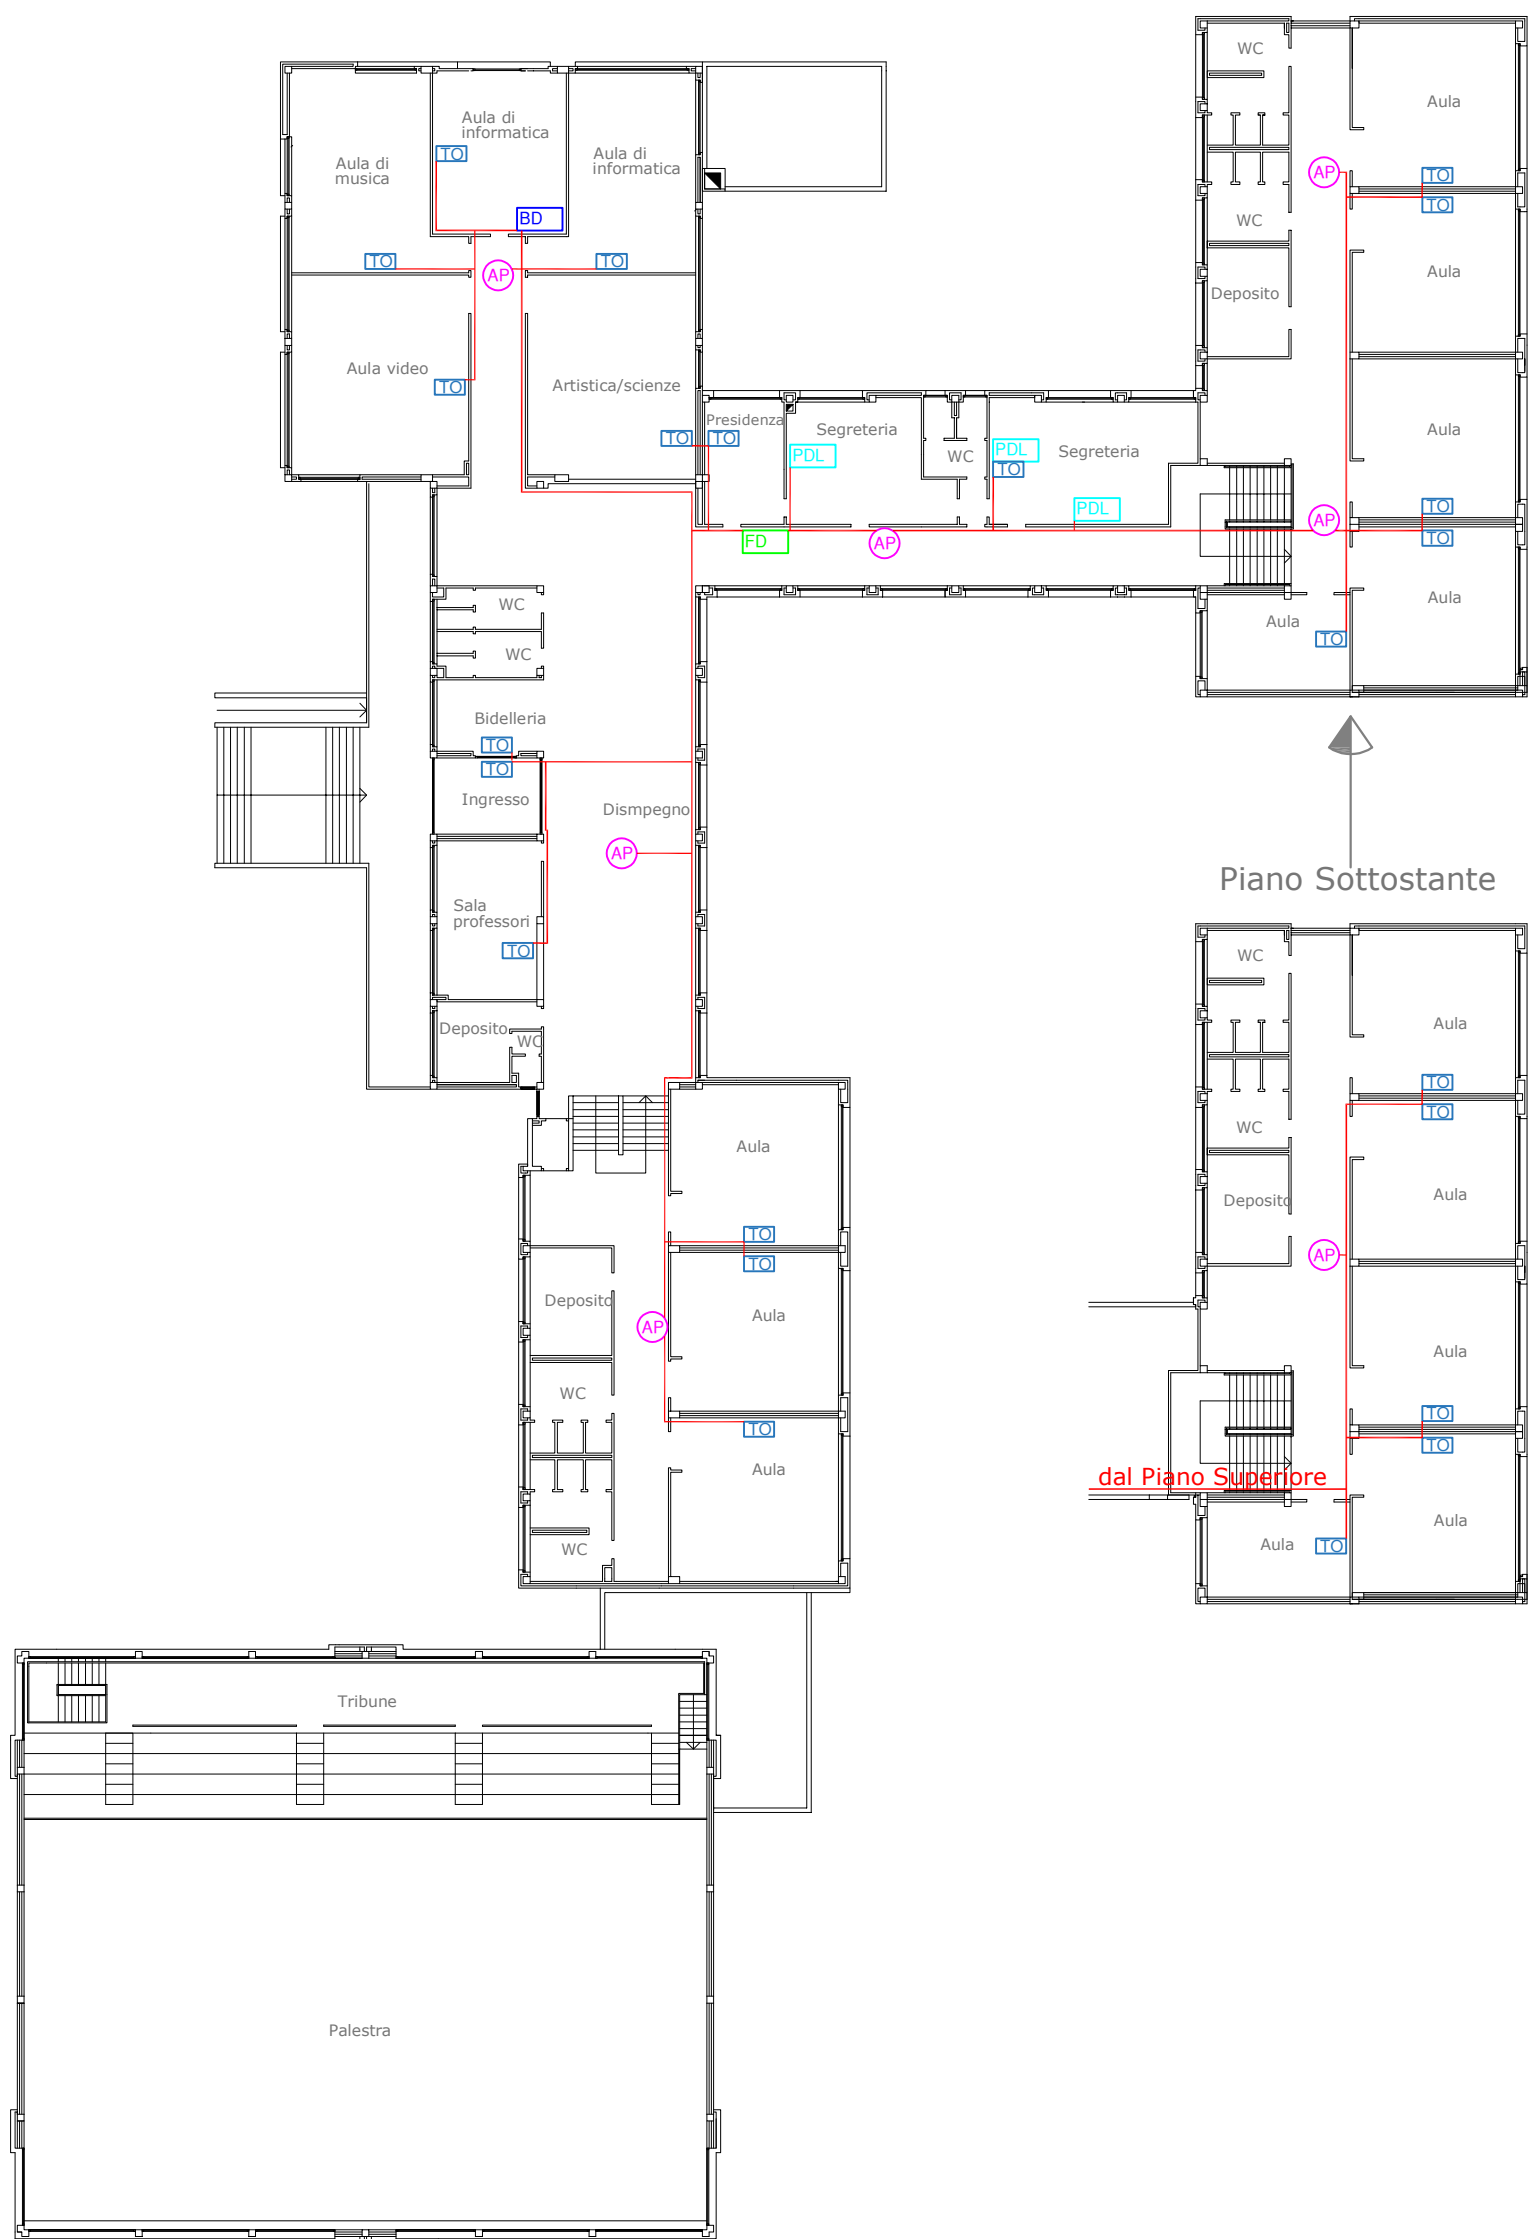 WC
Aula
Aula di
informatica
TO
Aula di
informatica
Aula di
musica
AP
TO
TO
BD
WC
TO
TO
AP
TO
Aula
Deposito
Aula video
TO
Artistica/scienze
Presidenza
Segreteria
Segreteria
Aula
TO
TO
PDL
WC
PDL
TO
PDL
TO
AP
FD
AP
TO
WC
Aula
Aula
TO
WC
Bidelleria
TO
TO
Ingresso
Dismpegno
AP
Piano Sottostante
Sala
professori
TO
WC
Deposito
WC
Aula
TO
TO
Aula
WC
Aula
Deposito
TO
TO
AP
Deposito
Aula
AP
Aula
WC
TO
TO
Aula
TO
dal Piano Superiore
Aula
Aula
TO
WC
Tribune
Palestra